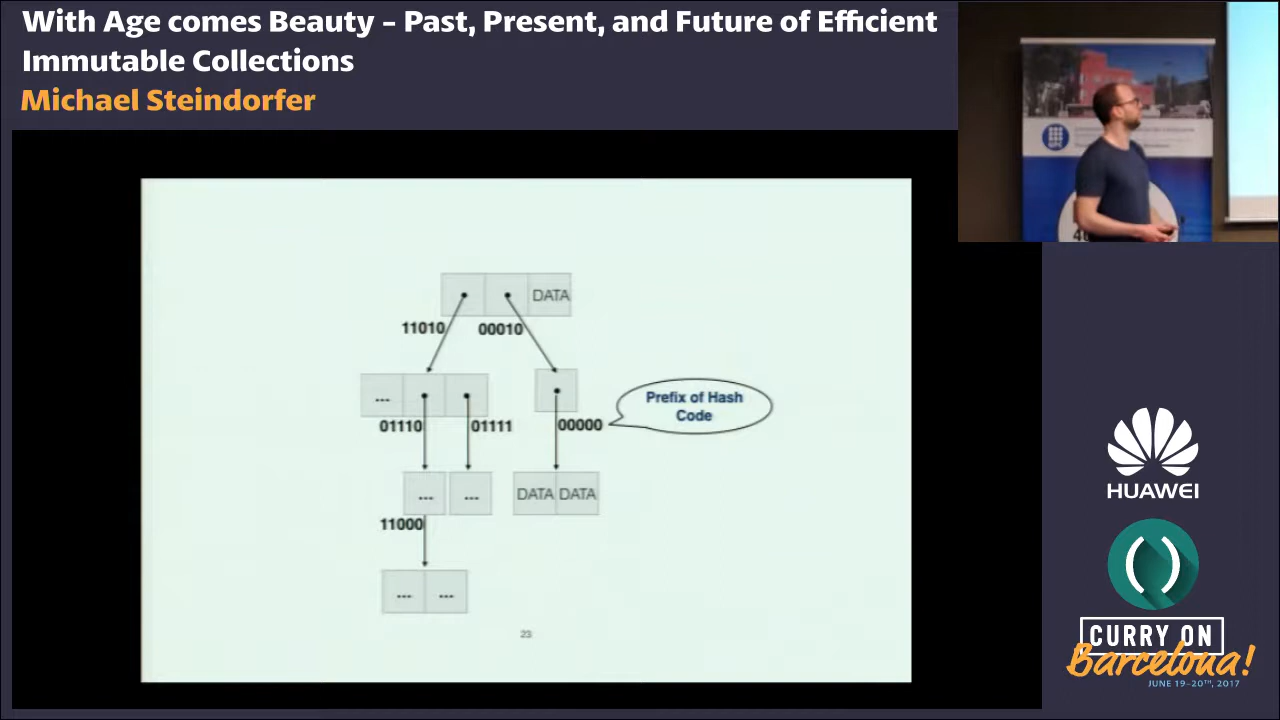 With Age comes Beauty – Past, Present, and Future of Efficient
Immutable Collections
Michael Steindorfer
DATA
11010
00010
...
Prefix of Hash
Code
01110
01111
00000
...
...
DATA DATA
11000
...
...
23
HUAWEI
()
CURRY ON
Barcelona!
JUNE 19–20TH, 2017